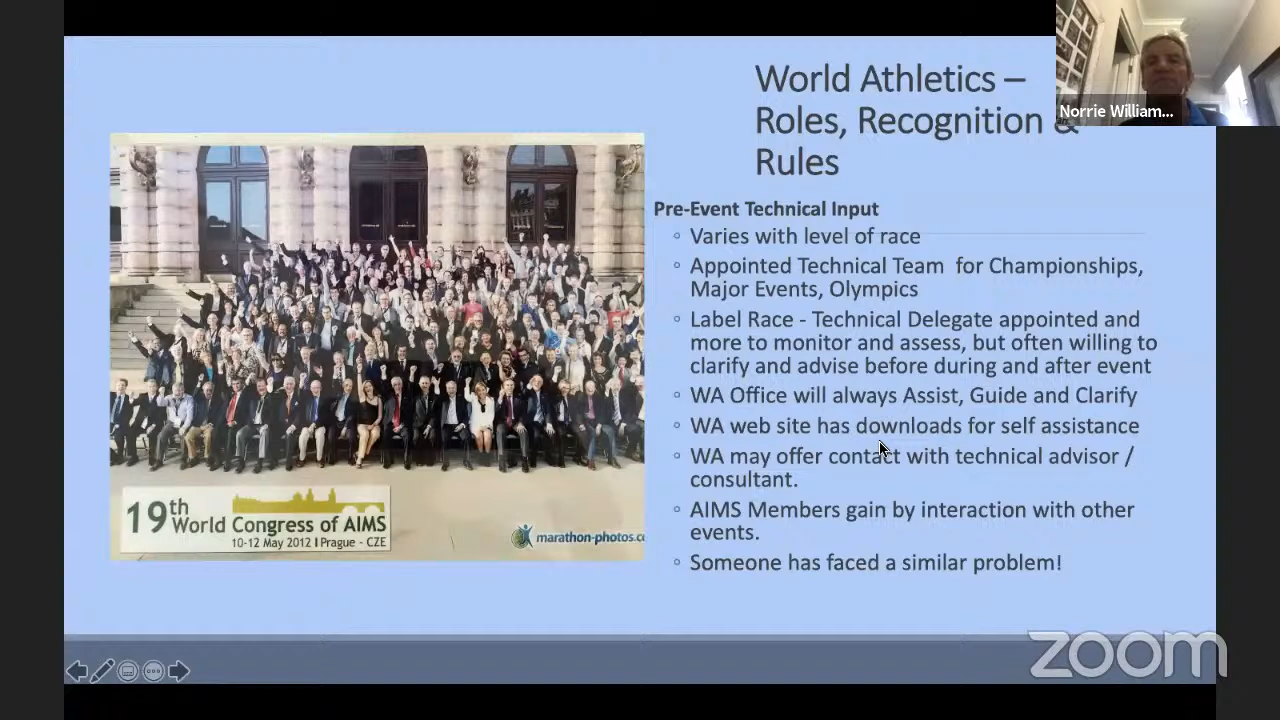 World Athletics –
Roles, Recognition &
Rules
Norrie William...
Pre-Event Technical Input
◦ Varies with level of race
◦ Appointed Technical Team for Championships,
Major Events, Olympics
◦ Label Race - Technical Delegate appointed and
more to monitor and assess, but often willing to
clarify and advise before during and after event
◦ WA Office will always Assist, Guide and Clarify
◦ WA web site has downloads for self assistance
◦ WA may offer contact with technical advisor /
consultant.
◦ AIMS Members gain by interaction with other
events.
◦ Someone has faced a similar problem!
19th World Congress of AIMS
10-12 May 2012 I Prague - CZE
marathon-photos.co
zoom